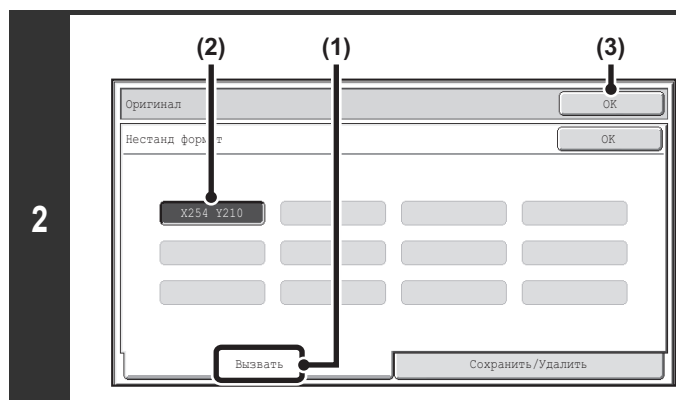 (2) (1) (3)
Оригинал OK
Нестанд формат OK
2
X254 Y210
Вызвать Сохранить/Удалить